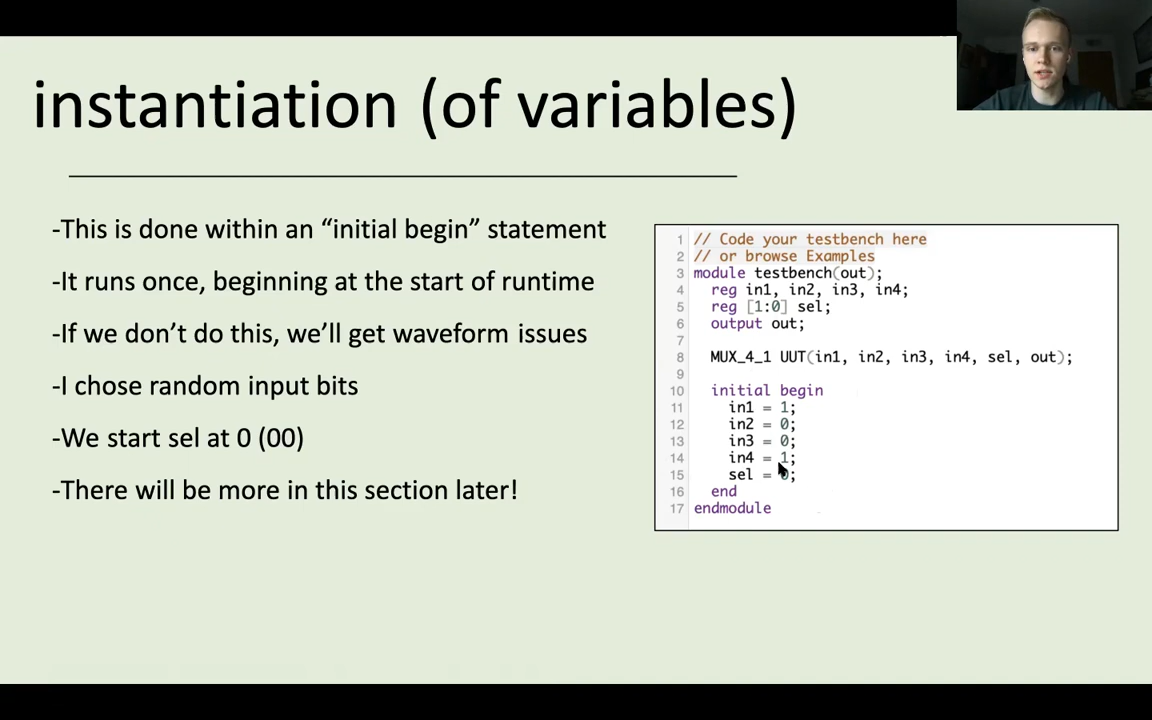 instantiation (of variables)
-This is done within an “initial begin” statement
-It runs once, beginning at the start of runtime
-If we don’t do this, we’ll get waveform issues
-I chose random input bits
-We start sel at 0 (00)
-There will be more in this section later!
1 // Code your testbench here
2 // or browse Examples
3 module testbench(out);
4 reg in1, in2, in3, in4;
5 reg [1:0] sel;
6 output out;
7
8 MUX_4_1 UUT(in1, in2, in3, in4, sel, out);
9
10 initial begin
11 in1 = 1;
12 in2 = 0;
13 in3 = 0;
14 in4 = 1;
15 sel = 0;
16 end
17 endmodule